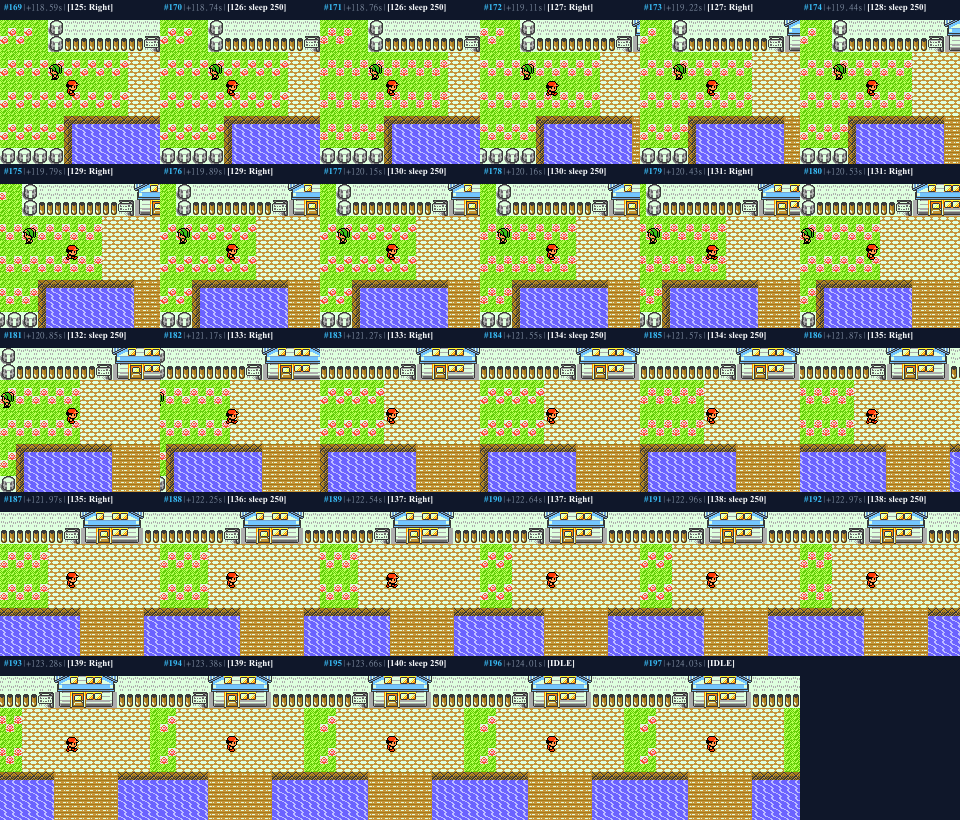 #169|+118.59s|[125: Right] #170|+118.74s|[126: sleep 250] #171|+118.76s|[126: sleep 250] #172|+119.11s|[127: Right] #173|+119.22s|[127: Right] #174|+119.44s|[128: sleep 250]
#175|+119.79s|[129: Right] #176|+119.89s|[129: Right] #177|+120.15s|[130: sleep 250] #178|+120.16s|[130: sleep 250] #179|+120.43s|[131: Right] #180|+120.53s|[131: Right]
#181|+120.85s|[132: sleep 250] #182|+121.17s|[133: Right] #183|+121.27s|[133: Right] #184|+121.55s|[134: sleep 250] #185|+121.57s|[134: sleep 250] #186|+121.87s|[135: Right]
#187|+121.97s|[135: Right] #188|+122.25s|[136: sleep 250] #189|+122.54s|[137: Right] #190|+122.64s|[137: Right] #191|+122.96s|[138: sleep 250] #192|+122.97s|[138: sleep 250]
#193|+123.28s|[139: Right] #194|+123.38s|[139: Right] #195|+123.66s|[140: sleep 250] #196|+124.01s|[IDLE] #197|+124.03s|[IDLE]